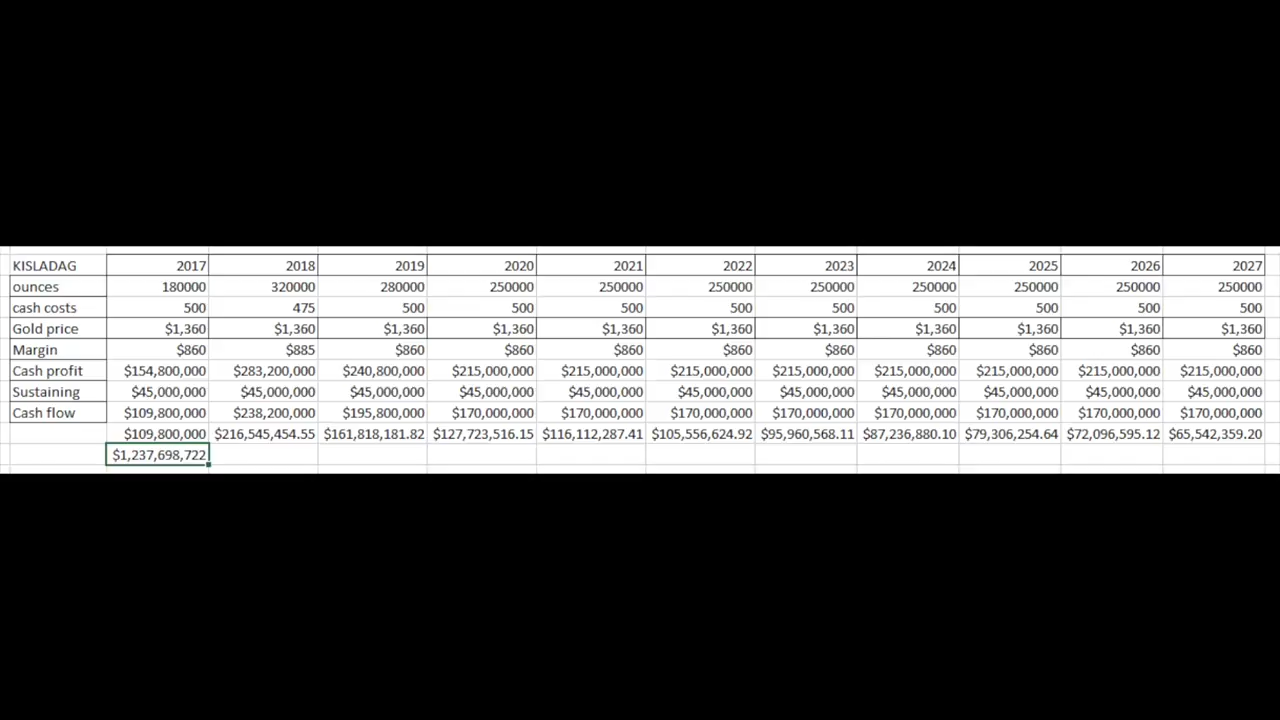 KISLADAG 2017 2018 2019 2020 2021 2022 2023 2024 2025 2026 2027
ounces 180000 320000 280000 250000 250000 250000 250000 250000 250000 250000 250000
cash costs 500 475 500 500 500 500 500 500 500 500 500
Gold price $1,360 $1,360 $1,360 $1,360 $1,360 $1,360 $1,360 $1,360 $1,360 $1,360 $1,360
Margin $860 $885 $860 $860 $860 $860 $860 $860 $860 $860 $860
Cash profit $154,800,000 $283,200,000 $240,800,000 $215,000,000 $215,000,000 $215,000,000 $215,000,000 $215,000,000 $215,000,000 $215,000,000 $215,000,000
Sustaining $45,000,000 $45,000,000 $45,000,000 $45,000,000 $45,000,000 $45,000,000 $45,000,000 $45,000,000 $45,000,000 $45,000,000 $45,000,000
Cash flow $109,800,000 $238,200,000 $195,800,000 $170,000,000 $170,000,000 $170,000,000 $170,000,000 $170,000,000 $170,000,000 $170,000,000 $170,000,000
$109,800,000 $216,545,454.55 $161,818,181.82 $127,723,516.15 $116,112,287.41 $105,556,624.92 $95,960,568.11 $87,236,880.10 $79,306,254.64 $72,096,595.12 $65,542,359.20
$1,237,698,722